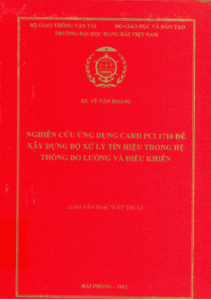 BỘ GIAO THÔNG VẬN TẢI BỘ GIÁO DỤC VÀ ĐÀO TẠO
TRƯỜNG ĐẠI HỌC HÀNG HẢI VIỆT NAM
KS. VŨ VĂN HOÀNG
NGHIÊN CỨU ỨNG DỤNG CARD PCI 1710 ĐỂ
XÂY DỰNG BỘ XỬ LÝ TÍN HIỆU TRONG HỆ
THỐNG ĐO LƯỜNG VÀ ĐIỀU KHIỂN
LUẬN VĂN THẠC SĨ KỸ THUẬT
HẢI PHÒNG - 2013